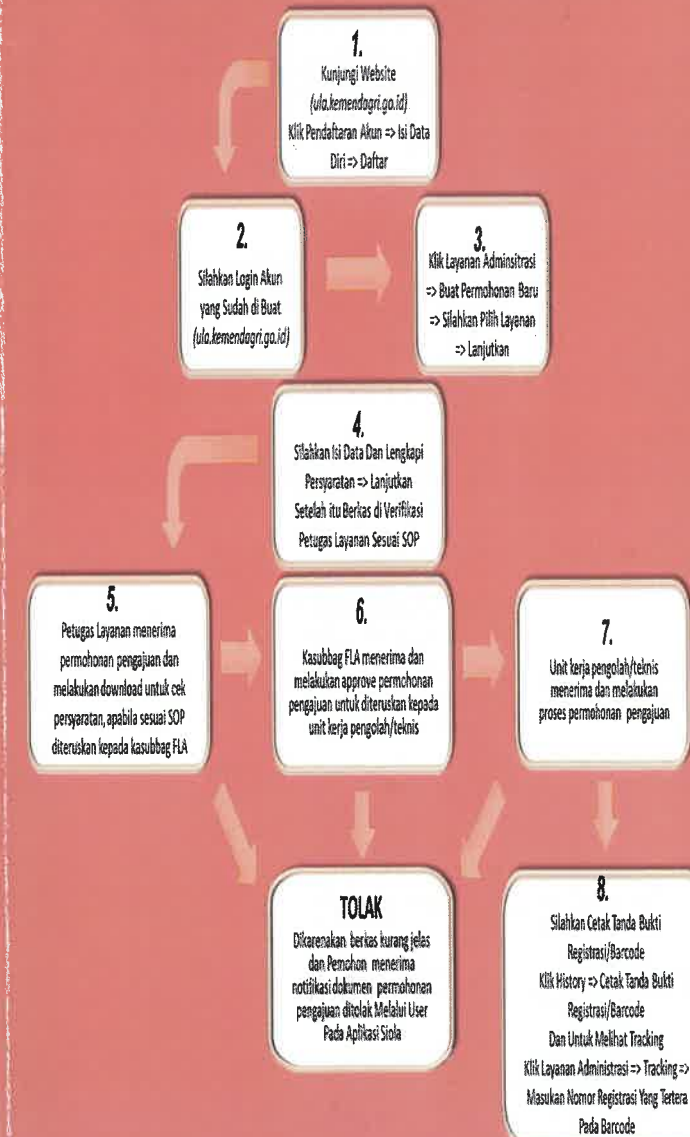 1.
Kunjungi Website
(ula.kemendagri.go.id)
Klik Pendaftaran Akun => Isi Data
Diri => Daftar
2.
Silahkan Login Akun
yang Sudah di Buat
(ula.kemendagri.go.id)
3.
Klik Layanan Adminsitrasi
=> Buat Permohonan Baru
=> Silahkan Pilih Layanan
=> Lanjutkan
4.
Silahkan Isi Data Dan Lengkapi
Persyaratan => Lanjutkan
Setelah itu Berkas di Verifikasi
Petugas Layanan Sesuai SOP
5.
Petugas Layanan menerima
permohonan pengajuan dan
melakukan download untuk cek
persyaratan, apabila sesuai SOP
diteruskan kepada kasubbag FLA
6.
Kasubbag FLA menerima dan
melakukan approve permohonan
pengajuan untuk diteruskan kepada
unit kerja pengolah/teknis
7.
Unit kerja pengolah/teknis
menerima dan melakukan
proses permohonan pengajuan
TOLAK
Dikarenakan berkas kurang jelas
dan Pemohon menerima
notifikasi dokumen permohonan
pengajuan ditolak Melalui User
Pada Aplikasi Siola
8.
Silahkan Cetak Tanda Bukti
Registrasi/Barcode
Klik History => Cetak Tanda Bukti
Registrasi/Barcode
Dan Untuk Melihat Tracking
Klik Layanan Administrasi => Tracking =>
Masukan Nomor Registrasi Yang Tertera
Pada Barcode